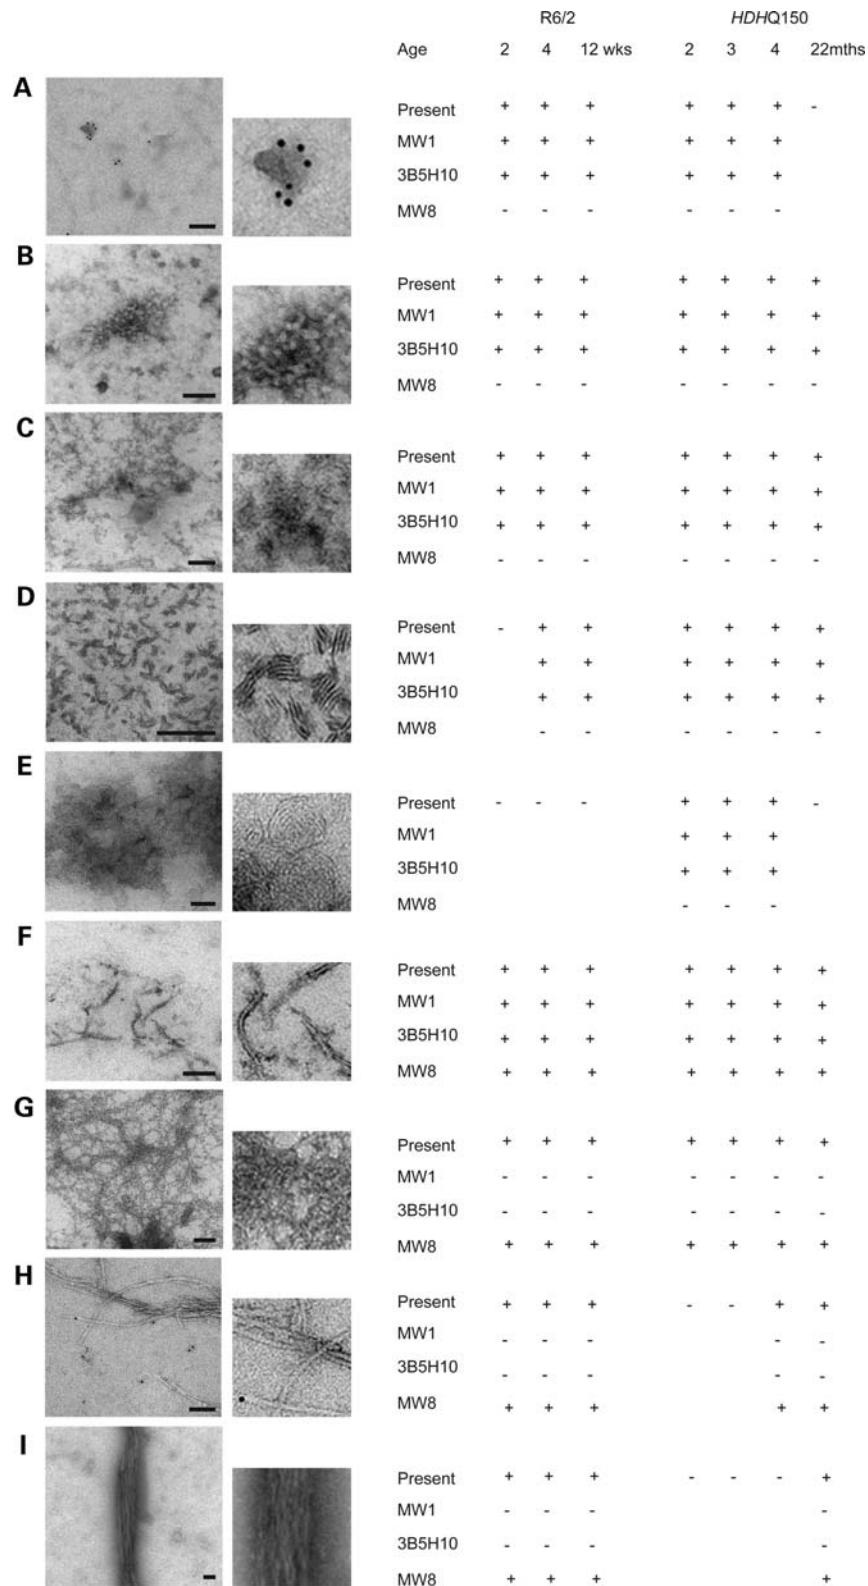 R6/2 HDHQ150
Age 2 4 12 wks 2 3 4 22mths
A
Present + + + + + + -
MW1 + + + + + +
3B5H10 + + + + + +
MW8 - - - - - -
B
Present + + + + + + +
MW1 + + + + + + +
3B5H10 + + + + + + +
MW8 - - - - - - -
C
Present + + + + + + +
MW1 + + + + + + +
3B5H10 + + + + + + +
MW8 - - - - - - -
D
Present - + + + + + +
MW1 + + + + + +
3B5H10 + + + + + +
MW8 - - - - - -
E
Present - - - + + + -
MW1 + + +
3B5H10 + + +
MW8 - - -
F
Present + + + + + + +
MW1 + + + + + + +
3B5H10 + + + + + + +
MW8 + + + + + + +
G
Present + + + + + + +
MW1 - - - - - - -
3B5H10 - - - - - - -
MW8 + + + + + + +
H
Present + + + - - + +
MW1 - - - - -
3B5H10 - - - - -
MW8 + + + + +
I
Present + + + - - - +
MW1 - - - -
3B5H10 - - - -
MW8 + + + +